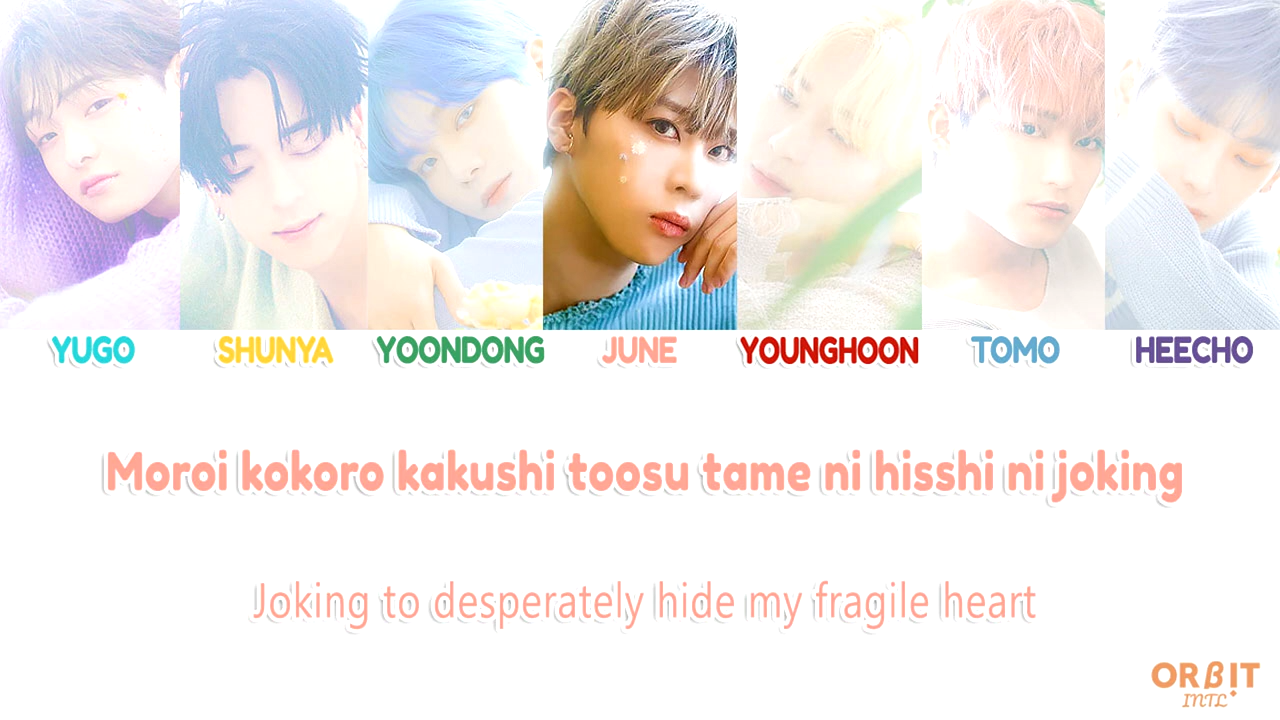 YUGO SHUNYA YOONDONG JUNE YOUNGHOON TOMO HEECHO
Moroi kokoro kakushi toosu tame ni hisshi ni joking
Joking to desperately hide my fragile heart
ORβIT
INTL